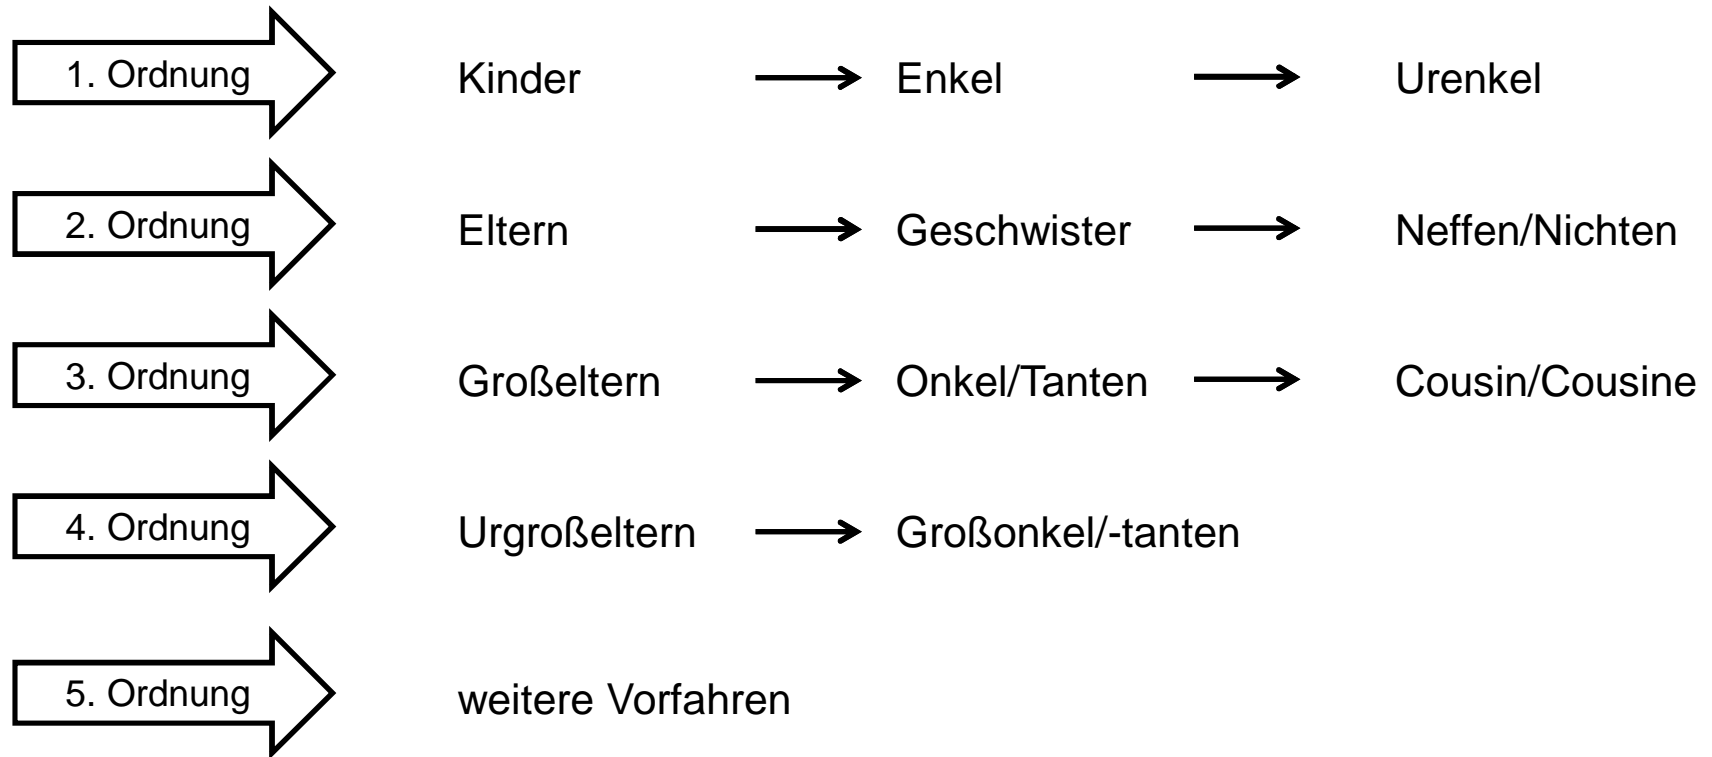 1. Ordnung Kinder Enkel Urenkel
2. Ordnung Eltern Geschwister Neffen/Nichten
3. Ordnung Großeltern Onkel/Tanten Cousin/Cousine
4. Ordnung Urgroßeltern Großonkel/-tanten
5. Ordnung weitere Vorfahren